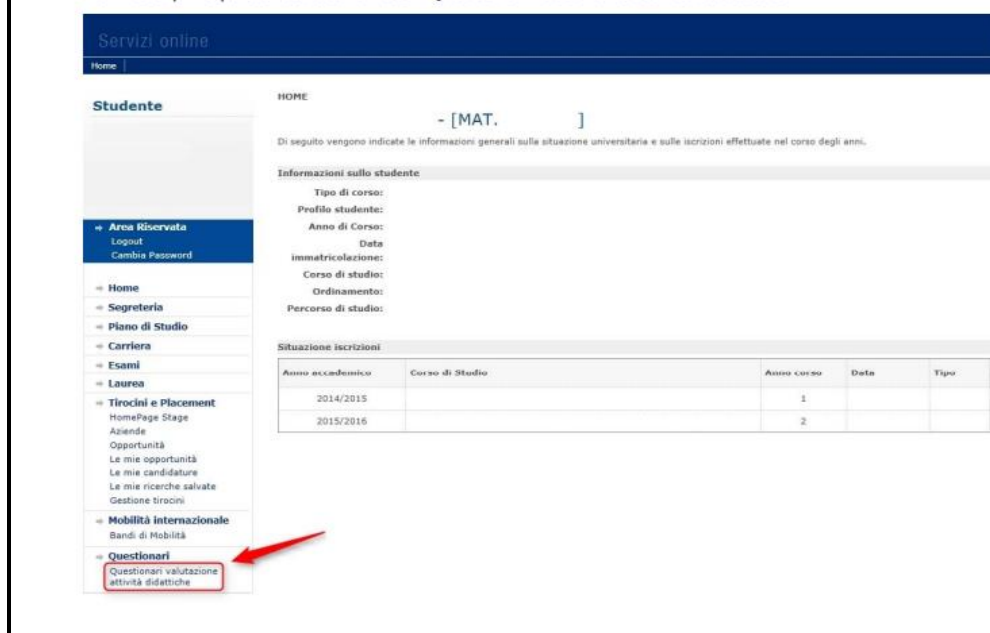 Servizi online
Home
Studente
Area Riservata
Logout
Cambia Password
Home
Segreteria
Piano di Studio
Carriera
Esami
Laurea
Tirocini e Placement
HomePage Stage
Aziende
Opportunità
Le mie opportunità
Le mie candidature
Le mie ricerche salvate
Gestione tirocini
Mobilità internazionale
Bandi di Mobilità
Questionari
Questionari valutazione
attività didattiche
HOME
- [MAT. ]
Di seguito vengono indicate le informazioni generali sulla situazione universitaria e sulle iscrizioni effettuate nel corso degli anni.
Informazioni sullo studente
Tipo di corso:
Profilo studente:
Anno di Corso:
Data
immatricolazione:
Corso di studio:
Ordinamento:
Percorso di studio:
Situazione iscrizioni
Anno accademico Corso di Studio Anno corso Data Tipo
2014/2015 1
2015/2016 2